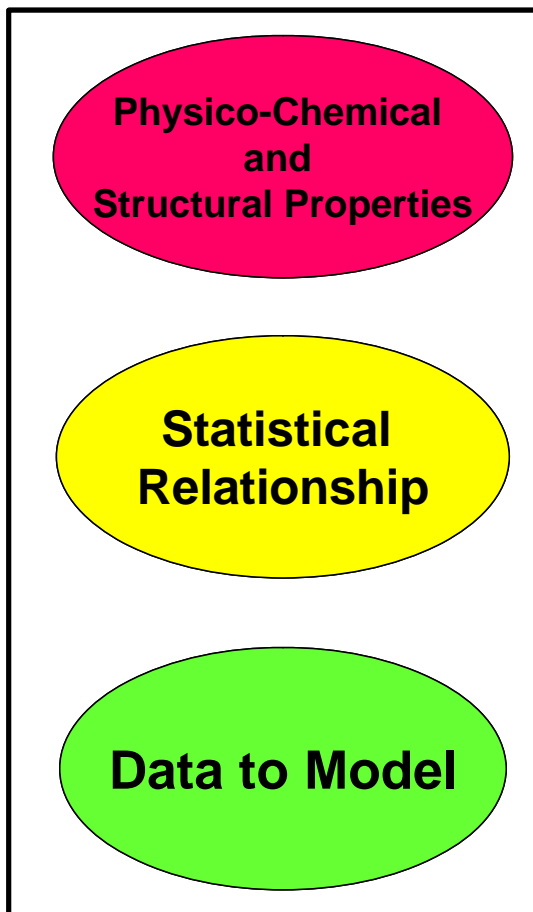 Physico-Chemical
and
Structural Properties
Statistical
Relationship
Data to Model